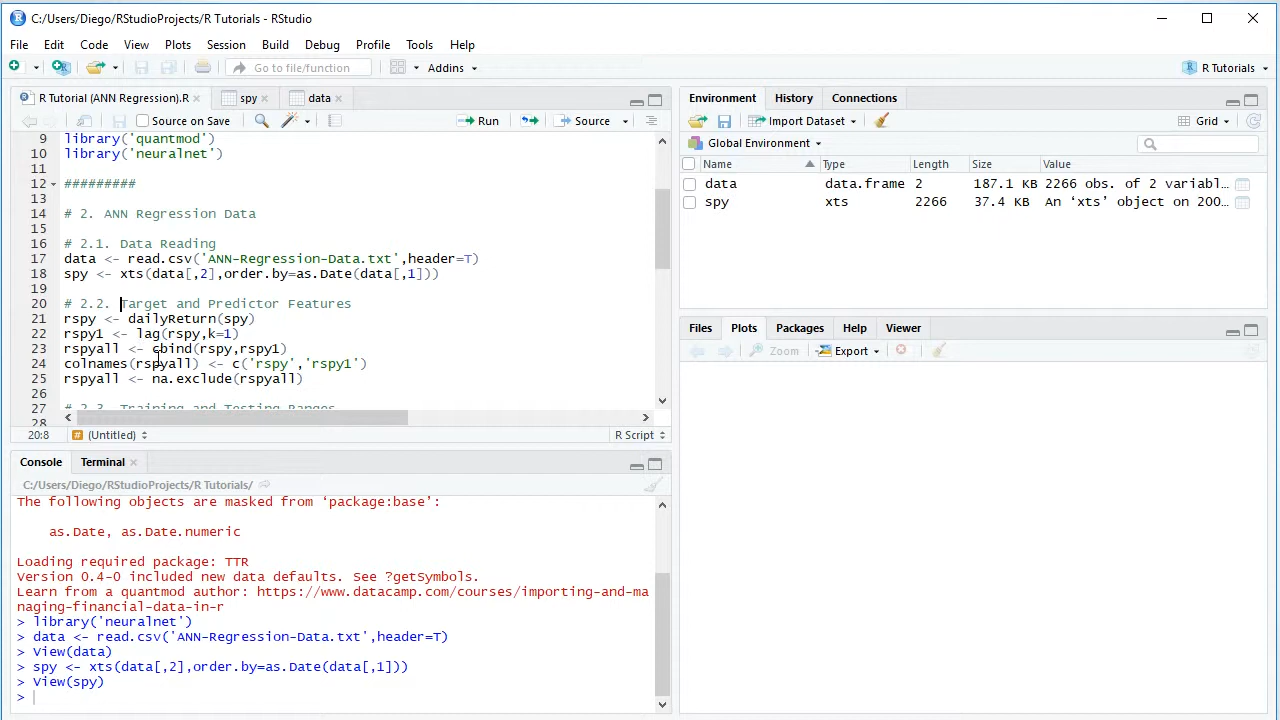 C:/Users/Diego/RStudioProjects/R Tutorials - RStudio
File Edit Code View Plots Session Build Debug Profile Tools Help
Go to file/function Addins R Tutorials
R Tutorial (ANN Regression).R spy data
Source on Save Run Source
9 library('quantmod')
10 library('neuralnet')
11
12 #########
13
14 # 2. ANN Regression Data
15
16 # 2.1. Data Reading
17 data <- read.csv('ANN-Regression-Data.txt',header=T)
18 spy <- xts(data[,2],order.by=as.Date(data[,1]))
19
20 # 2.2. Target and Predictor Features
21 rspy <- dailyReturn(spy)
22 rspy1 <- lag(rspy,k=1)
23 rspyall <- cbind(rspy,rspy1)
24 colnames(rspyall) <- c('rspy','rspy1')
25 rspyall <- na.exclude(rspyall)
26
27 # 2.3. Training and Testing Ranges
28
20:8 (Untitled) R Script
Console Terminal
C:/Users/Diego/RStudioProjects/R Tutorials/
The following objects are masked from ‘package:base’:
as.Date, as.Date.numeric
Loading required package: TTR
Version 0.4-0 included new data defaults. See ?getSymbols.
Learn from a quantmod author: https://www.datacamp.com/courses/importing-and-ma
naging-financial-data-in-r
> library('neuralnet')
> data <- read.csv('ANN-Regression-Data.txt',header=T)
> View(data)
> spy <- xts(data[,2],order.by=as.Date(data[,1]))
> View(spy)
>
Environment History Connections
Import Dataset Grid
Global Environment
Name Type Length Size Value
data data.frame 2 187.1 KB 2266 obs. of 2 variabl…
spy xts 2266 37.4 KB An ‘xts’ object on 200…
Files Plots Packages Help Viewer
Zoom Export